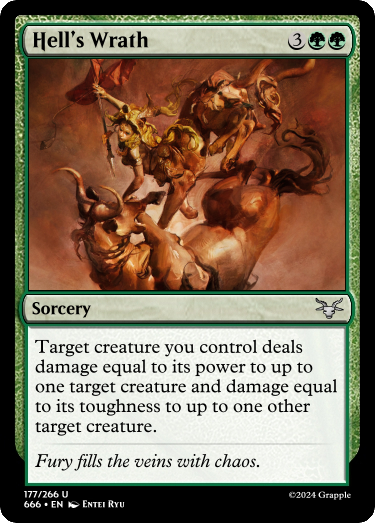 Hell's Wrath 3
Sorcery
Target creature you control deals
damage equal to its power to up to
one target creature and damage equal
to its toughness to up to one other
target creature.
Fury fills the veins with chaos.
177/266 U
©2024 Grapple
666 • EN Entei Ryu